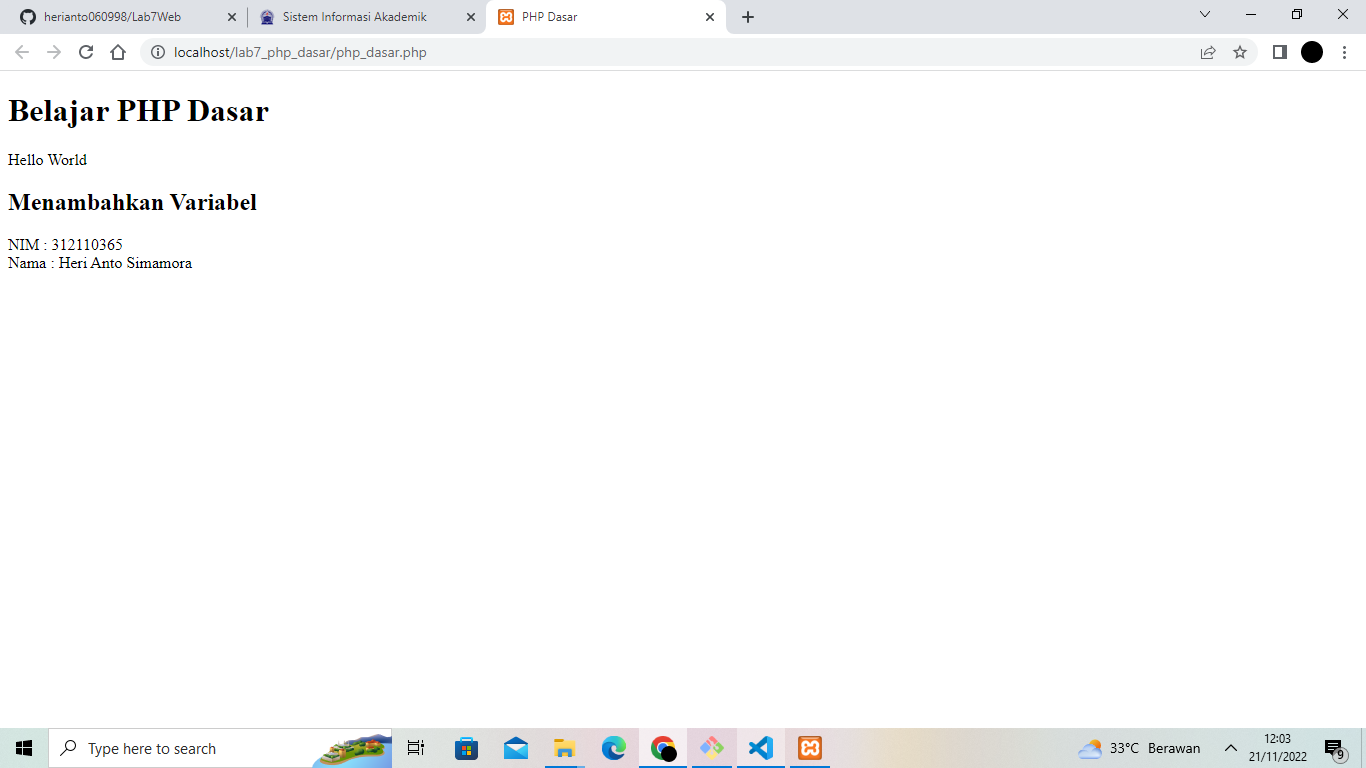 herianto060998/Lab7Web
Sistem Informasi Akademik
PHP Dasar
localhost/lab7_php_dasar/php_dasar.php
Belajar PHP Dasar
Hello World
Menambahkan Variabel
NIM : 312110365
Nama : Heri Anto Simamora
Type here to search
33°C Berawan
12:03
21/11/2022
9